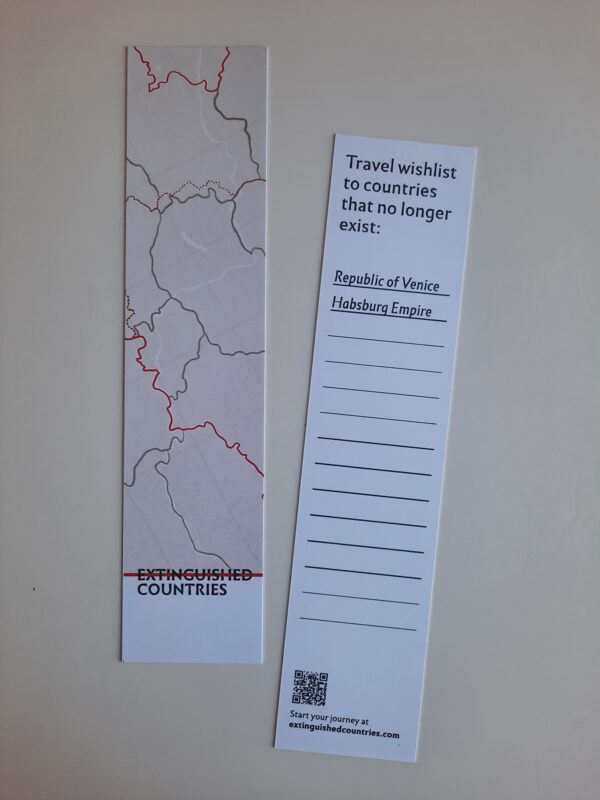 EXTINGUISHED
COUNTRIES
Travel wishlist
to countries
that no longer
exist:
Republic of Venice
Habsburg Empire
Start your journey at
extinguishedcountries.com